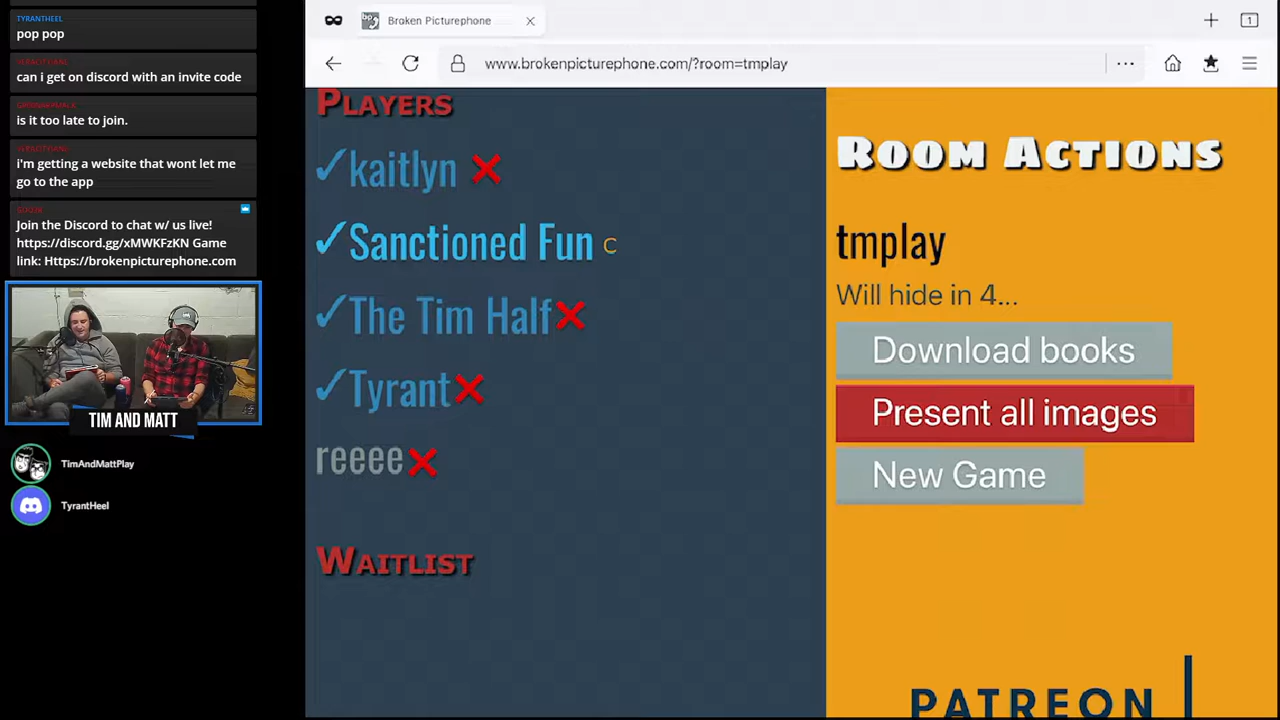 TYRANTHEEL
pop pop
can i get on discord with an invite code
is it too late to join.
i'm getting a website that wont let me
go to the app
Join the Discord to chat w/ us live!
https://discord.gg/xMWKFzKN Game
link: Https://brokenpicturephone.com
TIM AND MATT
TimAndMattPlay
TyrantHeel
Broken Picturephone
1
www.brokenpicturephone.com/?room=tmplay
PLAYERS
✓kaitlyn ❌
✓Sanctioned Fun C
✓The Tim Half❌
✓Tyrant❌
reeee❌
WAITLIST
ROOM ACTIONS
tmplay
Will hide in 4...
Download books
Present all images
New Game
PATREON